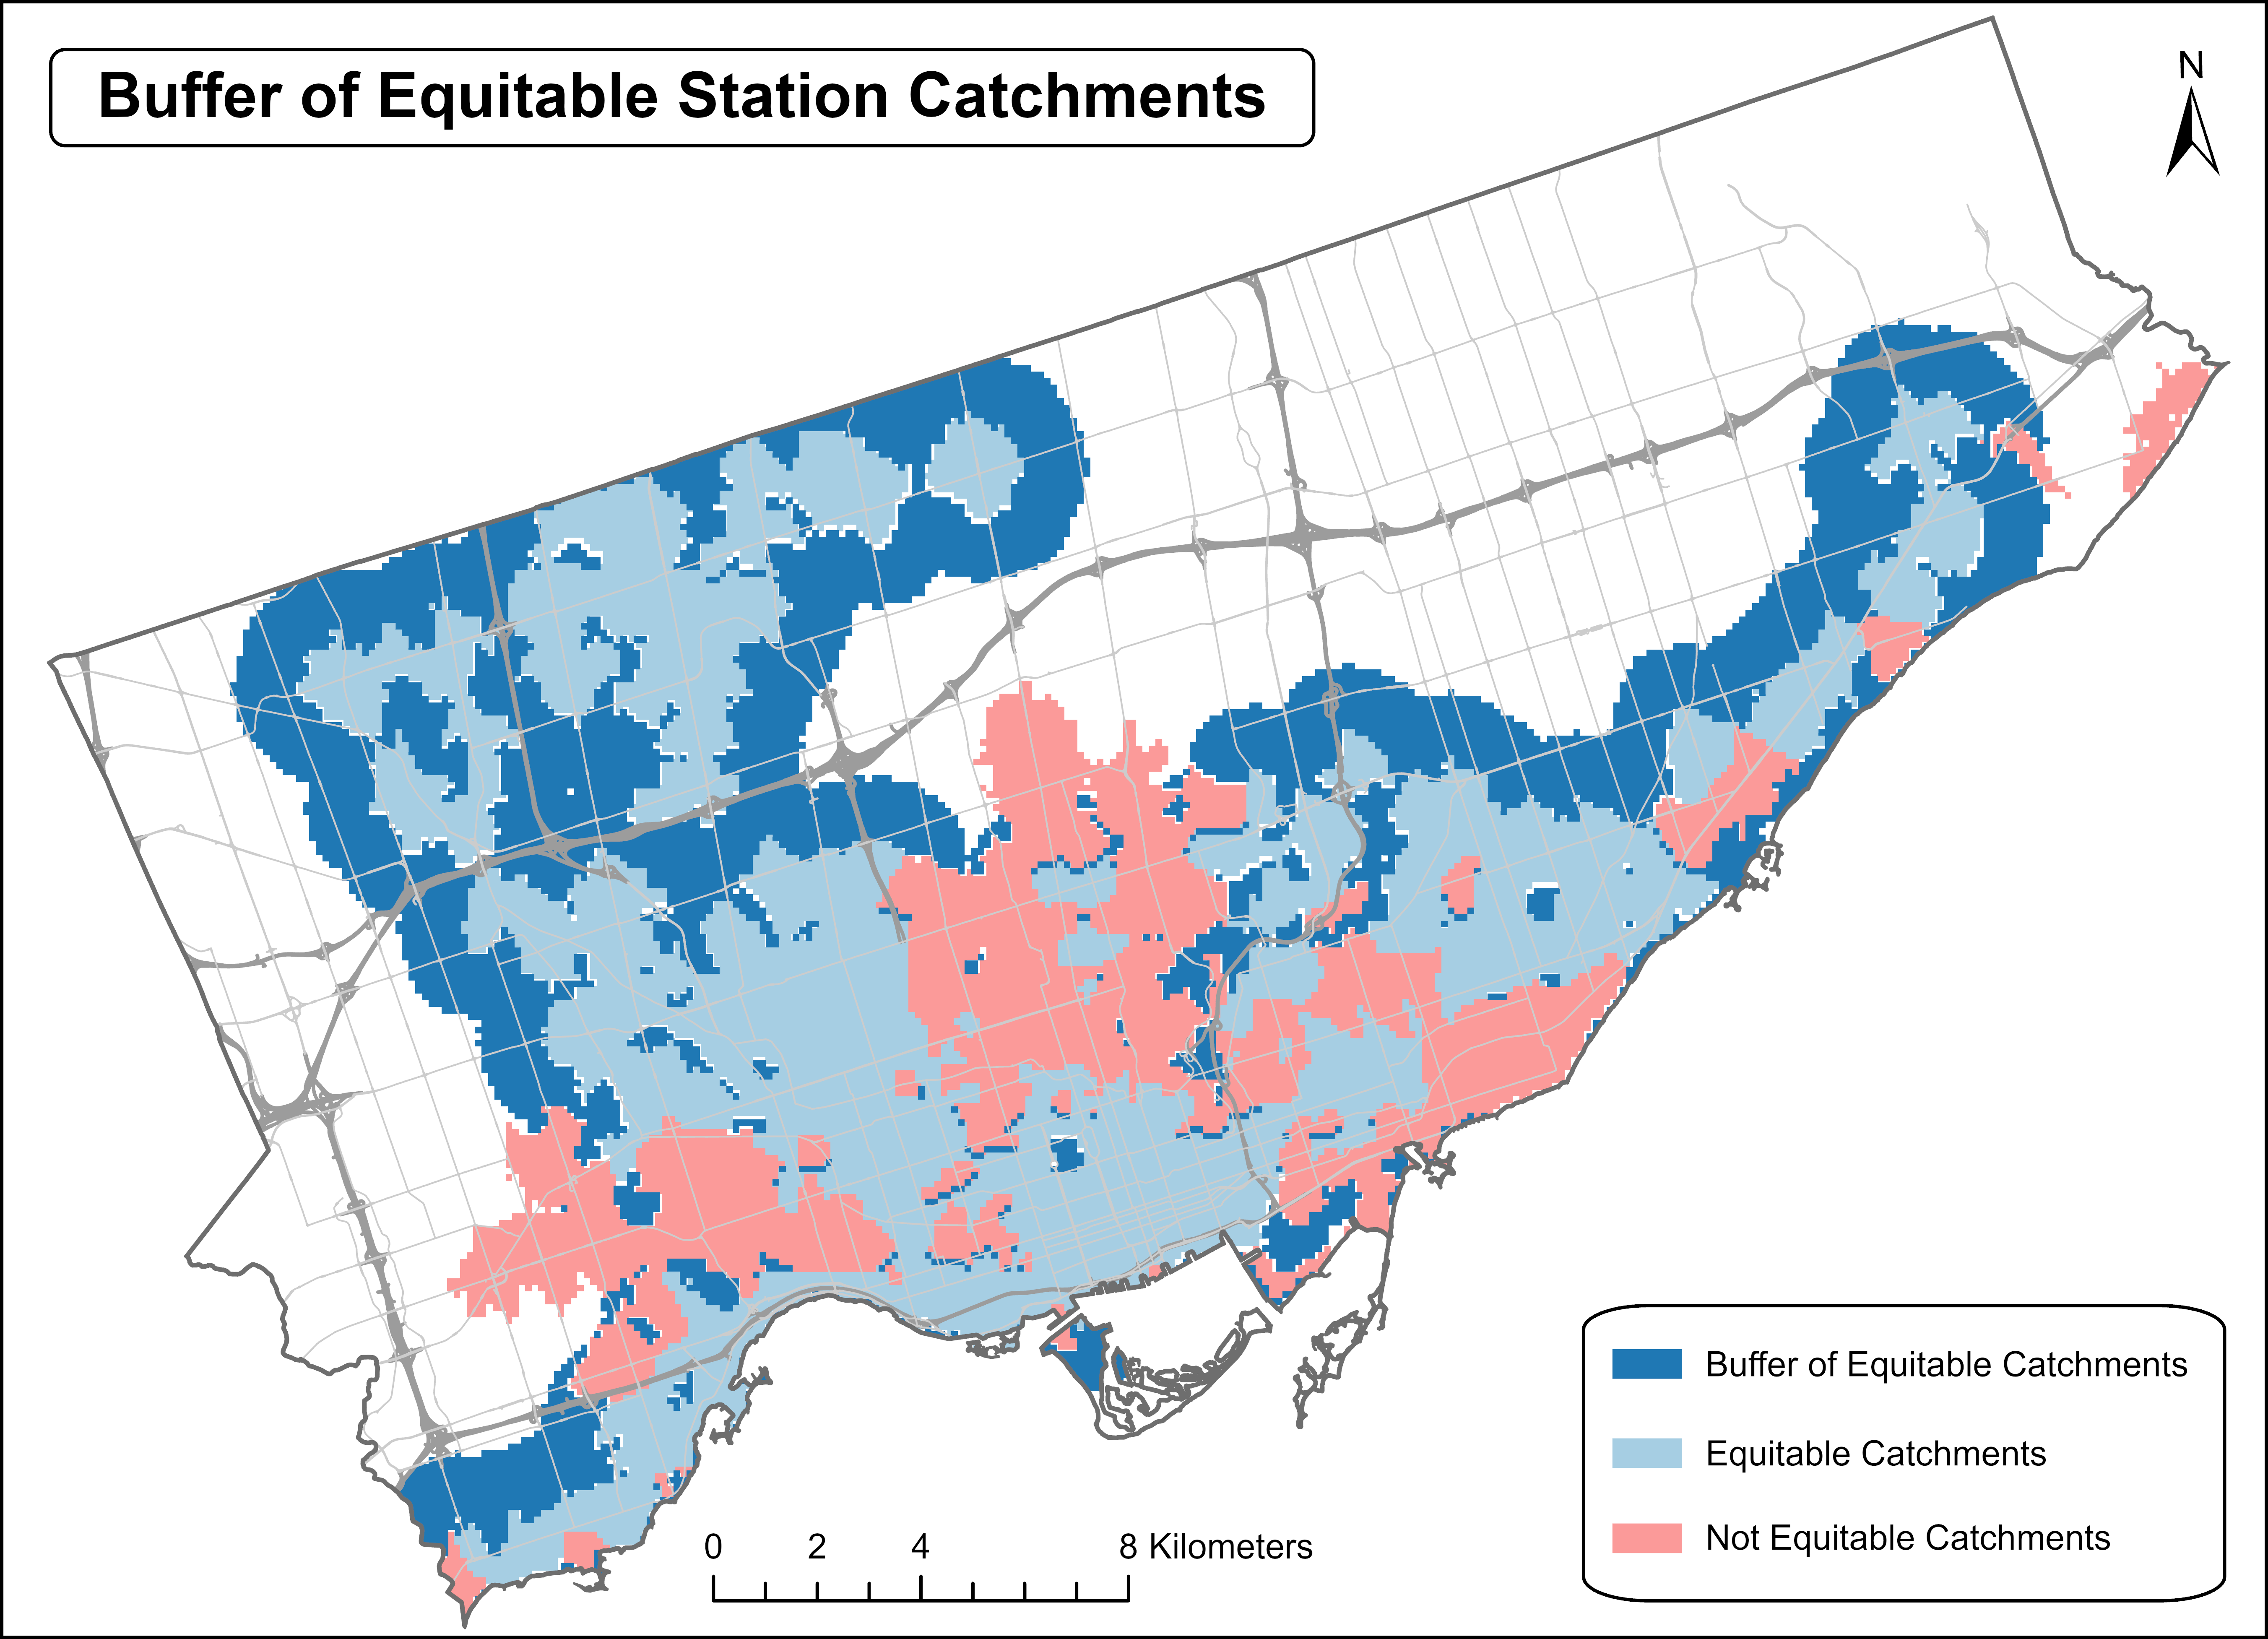 Buffer of Equitable Station Catchments
N
Buffer of Equitable Catchments
Equitable Catchments
Not Equitable Catchments
0 2 4 8 Kilometers